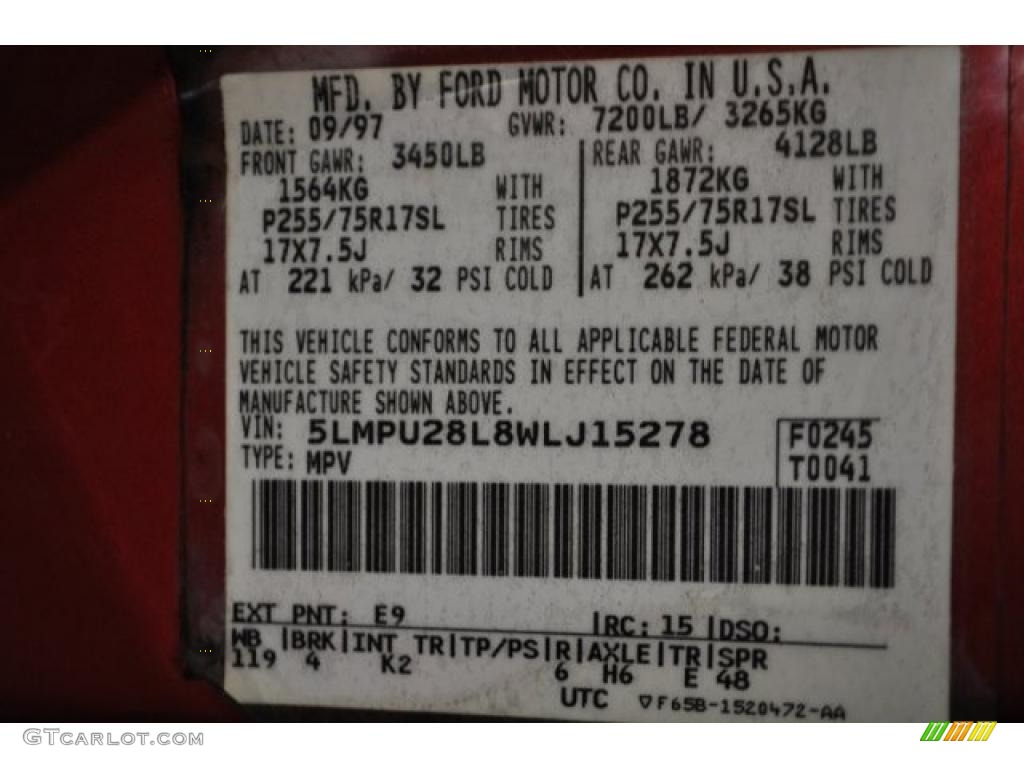 MFD. BY FORD MOTOR CO. IN U.S.A.
DATE: 09/97 GVWR: 7200LB/ 3265KG
FRONT GAWR: 3450LB REAR GAWR: 4128LB
1564KG WITH 1872KG WITH
P255/75R17SL TIRES P255/75R17SL TIRES
17X7.5J RIMS 17X7.5J RIMS
AT 221 kPa/ 32 PSI COLD AT 262 kPa/ 38 PSI COLD
THIS VEHICLE CONFORMS TO ALL APPLICABLE FEDERAL MOTOR
VEHICLE SAFETY STANDARDS IN EFFECT ON THE DATE OF
MANUFACTURE SHOWN ABOVE.
VIN: 5LMPU28L8WLJ15278 F0245
TYPE: MPV T0041
EXT PNT: E9 |RC: 15 |DSO:
WB |BRK|INT TR|TP/PS|R|AXLE|TR|SPR
119 4 K2 6 H6 E 48
UTC ▽F65B-1520472-AA
GTcarlot.com